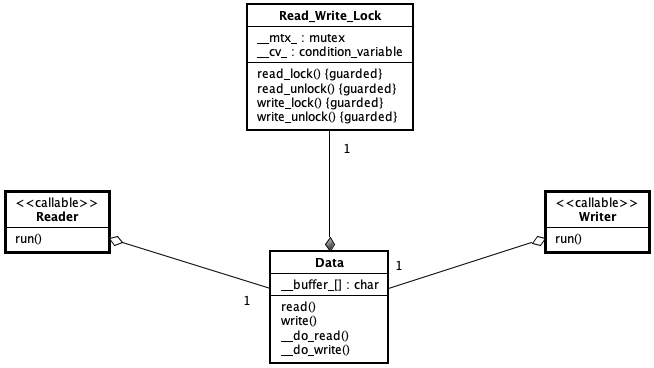 Read_Write_Lock
__mtx_ : mutex
__cv_ : condition_variable
read_lock() {guarded}
read_unlock() {guarded}
write_lock() {guarded}
write_unlock() {guarded}
1
<<callable>>
Reader
run()
<<callable>>
Writer
run()
1
1
Data
__buffer_[] : char
read()
write()
__do_read()
__do_write()